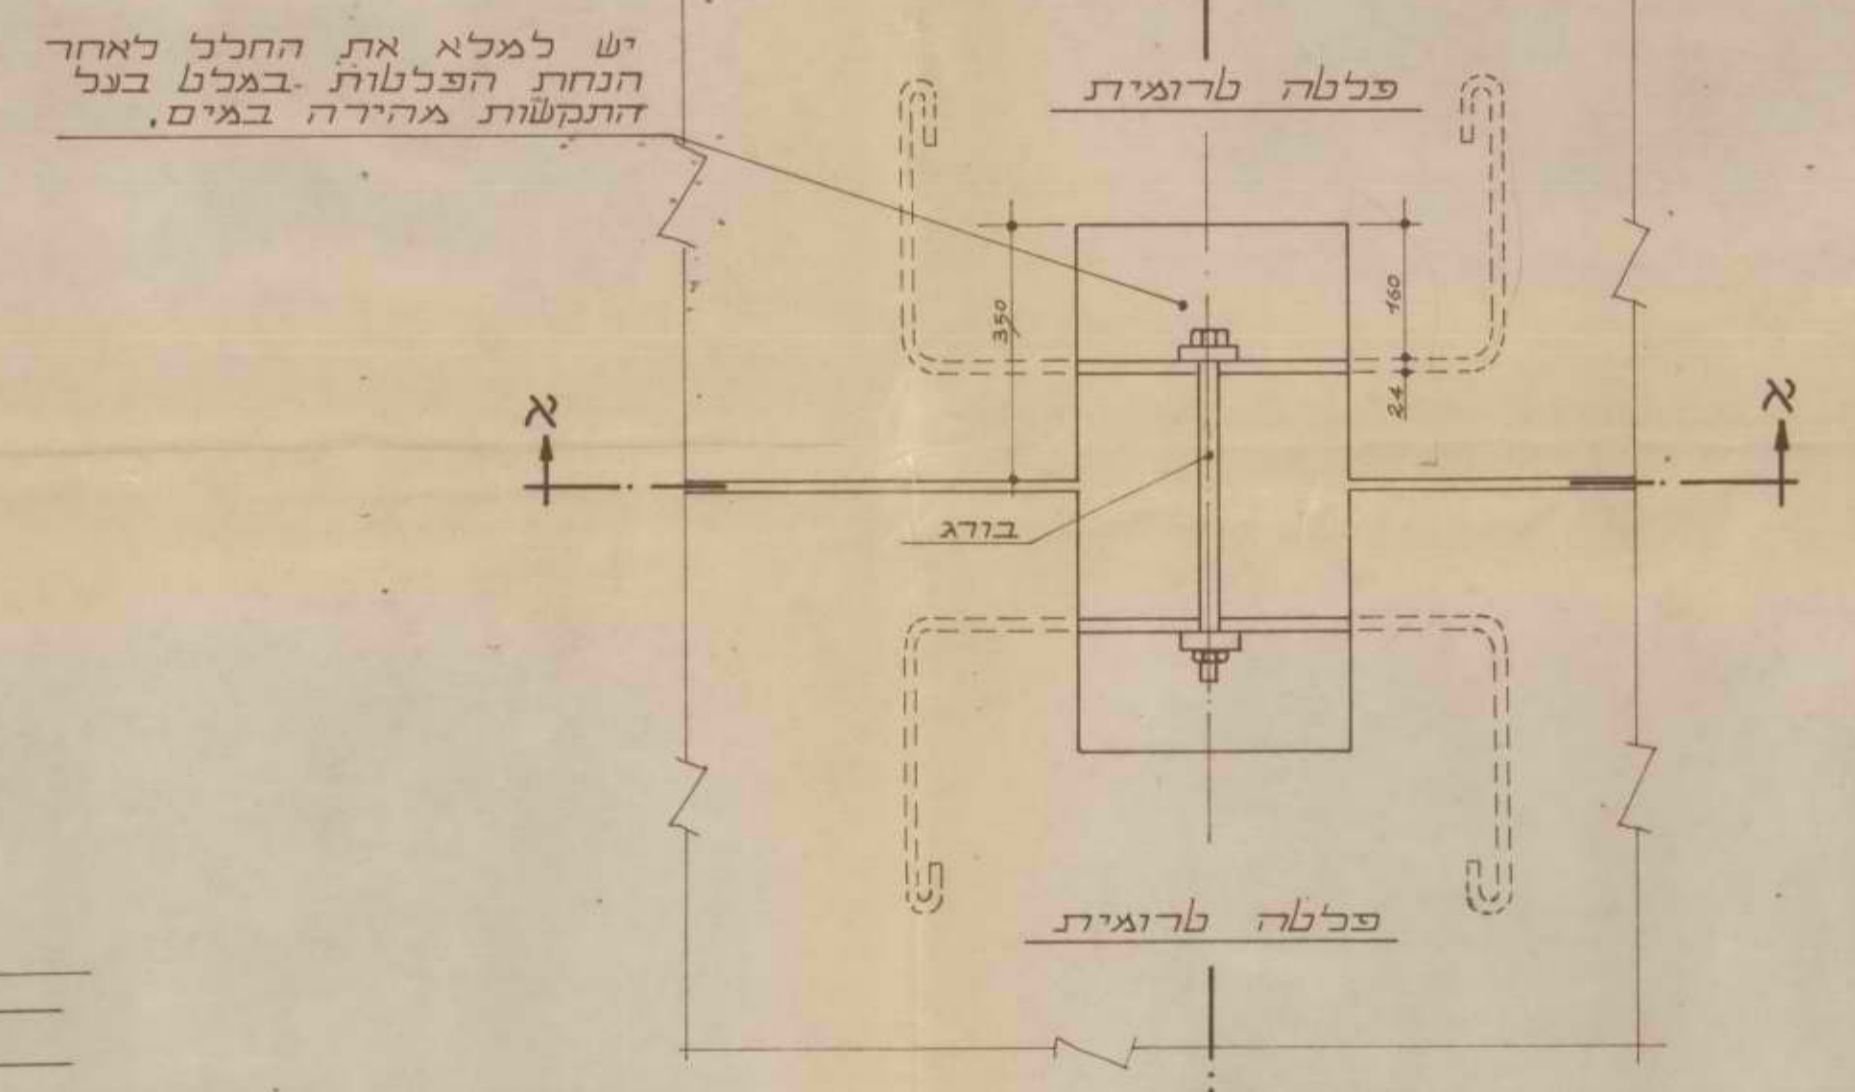 יש למלא את החלל לאחר
הנחת הפלטות - במלט בעל
התקשות מהירה במים.
פלטה טרומית
350
160
24
א
א
בורג
פלטה טרומית